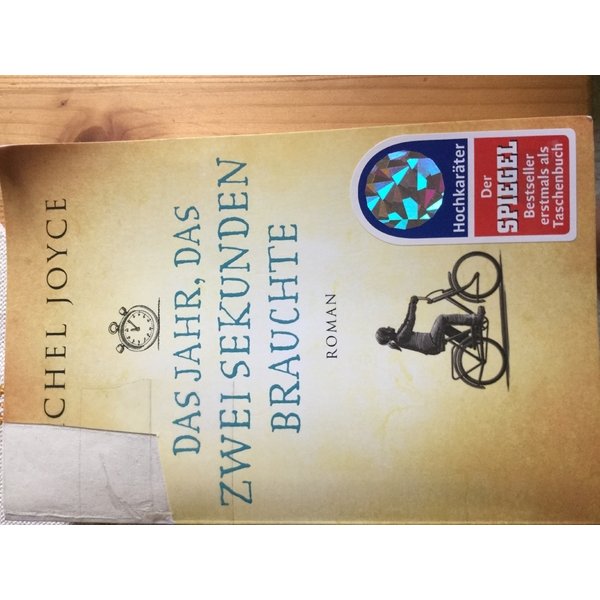 CHEL JOYCE
DAS JAHR, DAS
ZWEI SEKUNDEN
BRAUCHTE
ROMAN
Hochkaräter
Der
SPIEGEL
Bestseller
erstmals als
Taschenbuch